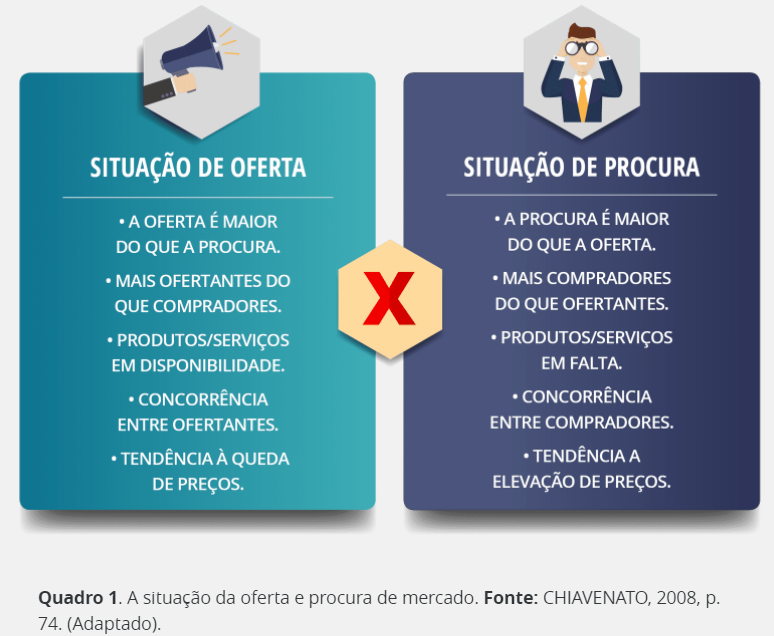 SITUAÇÃO DE OFERTA
• A OFERTA É MAIOR
DO QUE A PROCURA.
• MAIS OFERTANTES DO
QUE COMPRADORES.
• PRODUTOS/SERVIÇOS
EM DISPONIBILIDADE.
• CONCORRÊNCIA
ENTRE OFERTANTES.
• TENDÊNCIA À QUEDA
DE PREÇOS.
X
SITUAÇÃO DE PROCURA
• A PROCURA É MAIOR
DO QUE A OFERTA.
• MAIS COMPRADORES
DO QUE OFERTANTES.
• PRODUTOS/SERVIÇOS
EM FALTA.
• CONCORRÊNCIA
ENTRE COMPRADORES.
• TENDÊNCIA A
ELEVAÇÃO DE PREÇOS.
Quadro 1. A situação da oferta e procura de mercado. Fonte: CHIAVENATO, 2008, p.
74. (Adaptado).